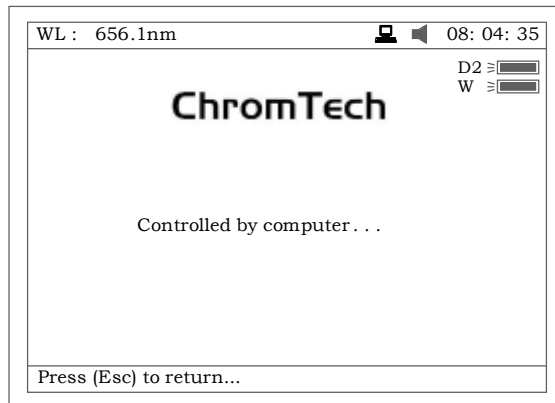 WL : 656.1nm 08: 04: 35
D2
W
ChromTech
Controlled by computer . . .
Press (Esc) to return...